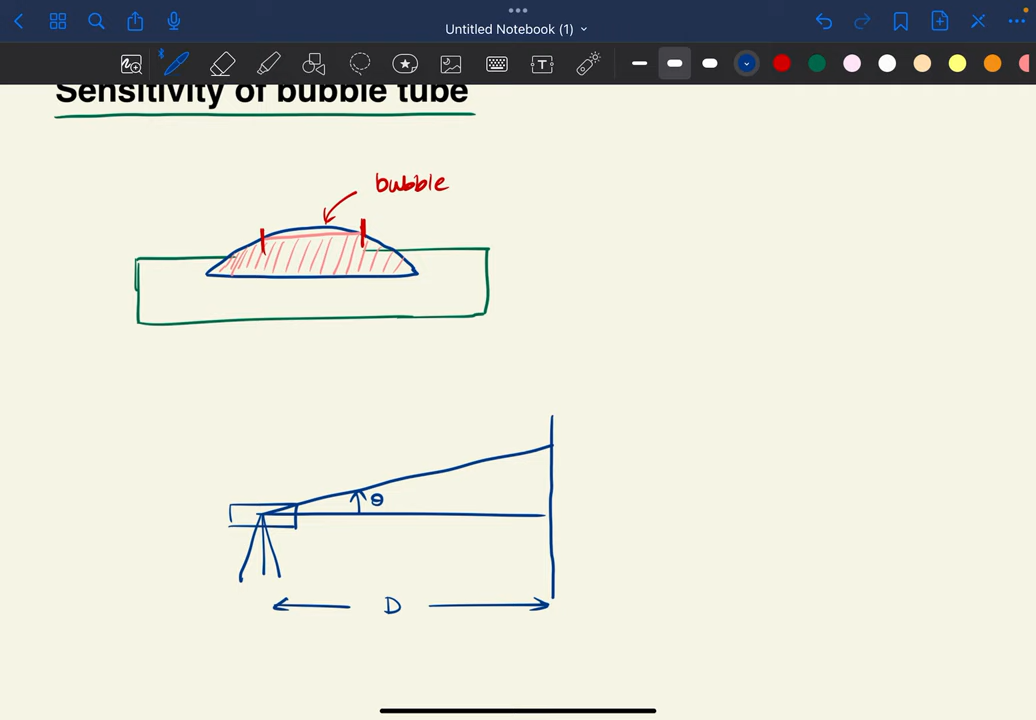 Untitled Notebook (1)
Sensitivity of bubble tube
bubble
θ
D